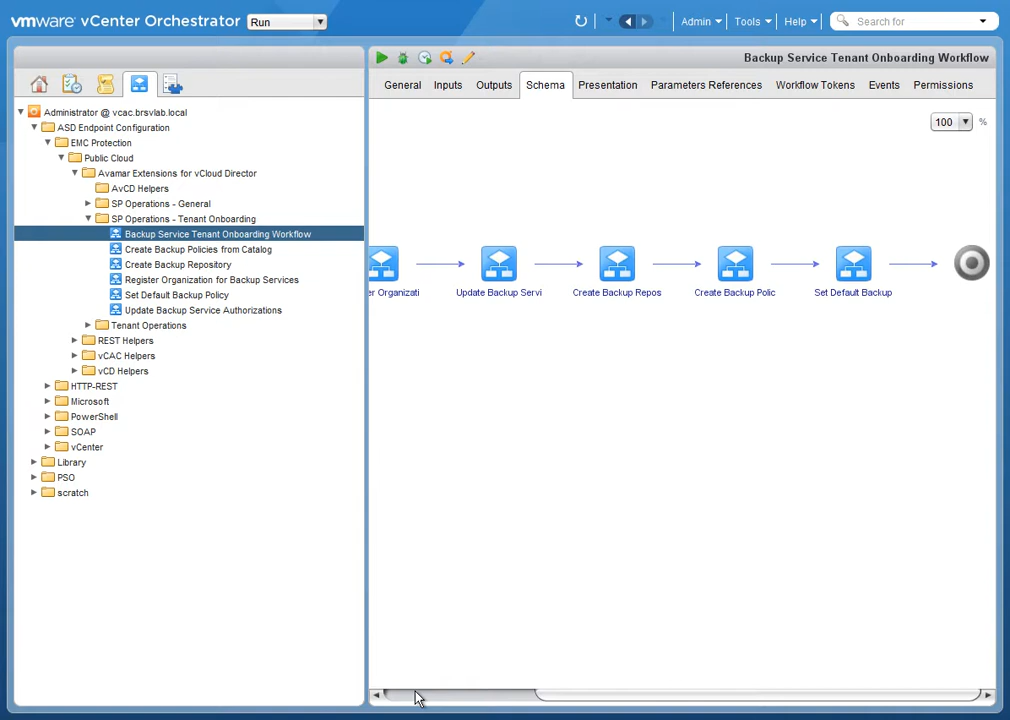 vmware vCenter Orchestrator Run Admin Tools Help Search for
Backup Service Tenant Onboarding Workflow
General Inputs Outputs Schema Presentation Parameters References Workflow Tokens Events Permissions
100 %
Administrator @ vcac.brsvlab.local
ASD Endpoint Configuration
EMC Protection
Public Cloud
Avamar Extensions for vCloud Director
AvCD Helpers
SP Operations - General
SP Operations - Tenant Onboarding
Backup Service Tenant Onboarding Workflow
Create Backup Policies from Catalog
Create Backup Repository
Register Organization for Backup Services
Set Default Backup Policy
Update Backup Service Authorizations
Tenant Operations
REST Helpers
vCAC Helpers
vCD Helpers
HTTP-REST
Microsoft
PowerShell
SOAP
vCenter
Library
PSO
scratch
er Organizati Update Backup Servi Create Backup Repos Create Backup Polic Set Default Backup